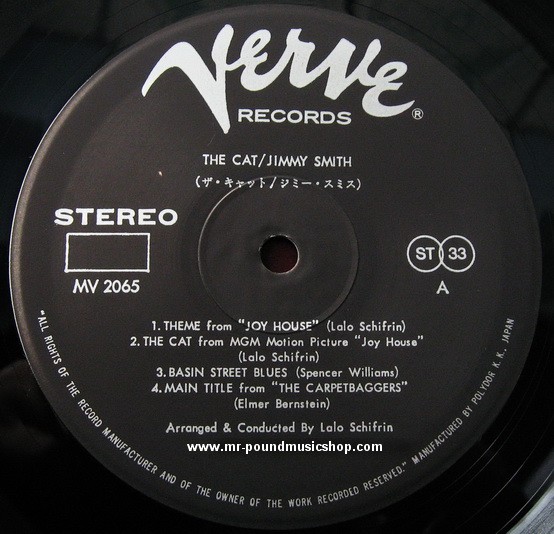 Verve
RECORDS ®
THE CAT/JIMMY SMITH
(ザ・キャット/ジミー・スミス)
STEREO
MV 2065
ST 33
A
1. THEME from "JOY HOUSE" (Lalo Schifrin)
2. THE CAT from MGM Motion Picture "Joy House"
(Lalo Schifrin)
3. BASIN STREET BLUES (Spencer Williams)
4. MAIN TITLE from "THE CARPETBAGGERS"
(Elmer Bernstein)
Arranged & Conducted By Lalo Schifrin
www.mr-poundmusicshop.com
"ALL RIGHTS OF THE RECORD MANUFACTURER AND OF THE OWNER OF THE WORK RECORDED RESERVED." MANUFACTURED BY POLYDOR K. K. JAPAN